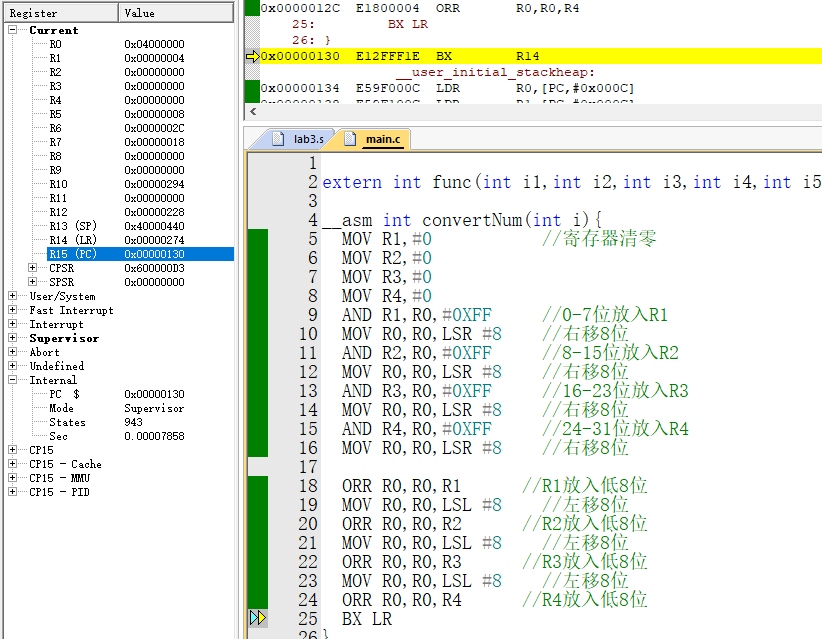 Register Value
Current
R0 0x04000000
R1 0x00000004
R2 0x00000000
R3 0x00000000
R4 0x00000000
R5 0x00000008
R6 0x0000002C
R7 0x00000018
R8 0x00000000
R9 0x00000000
R10 0x00000294
R11 0x00000000
R12 0x00000228
R13 (SP) 0x40000440
R14 (LR) 0x00000274
R15 (PC) 0x00000130
CPSR 0x600000D3
SPSR 0x00000000
User/System
Fast Interrupt
Interrupt
Supervisor
Abort
Undefined
Internal
PC $ 0x00000130
Mode Supervisor
States 943
Sec 0.00007858
CP15
CP15 - Cache
CP15 - MMU
CP15 - PID
0x0000012C E1800004 ORR R0,R0,R4
25: BX LR
26: }
0x00000130 E12FFF1E BX R14
__user_initial_stackheap:
0x00000134 E59F000C LDR R0,[PC,#0x000C]
lab3.s main.c
1
2 extern int func(int i1,int i2,int i3,int i4,int i5
3
4 __asm int convertNum(int i){
5 MOV R1,#0 //寄存器清零
6 MOV R2,#0
7 MOV R3,#0
8 MOV R4,#0
9 AND R1,R0,#0XFF //0-7位放入R1
10 MOV R0,R0,LSR #8 //右移8位
11 AND R2,R0,#0XFF //8-15位放入R2
12 MOV R0,R0,LSR #8 //右移8位
13 AND R3,R0,#0XFF //16-23位放入R3
14 MOV R0,R0,LSR #8 //右移8位
15 AND R4,R0,#0XFF //24-31位放入R4
16 MOV R0,R0,LSR #8 //右移8位
17
18 ORR R0,R0,R1 //R1放入低8位
19 MOV R0,R0,LSL #8 //左移8位
20 ORR R0,R0,R2 //R2放入低8位
21 MOV R0,R0,LSL #8 //左移8位
22 ORR R0,R0,R3 //R3放入低8位
23 MOV R0,R0,LSL #8 //左移8位
24 ORR R0,R0,R4 //R4放入低8位
25 BX LR
26 }